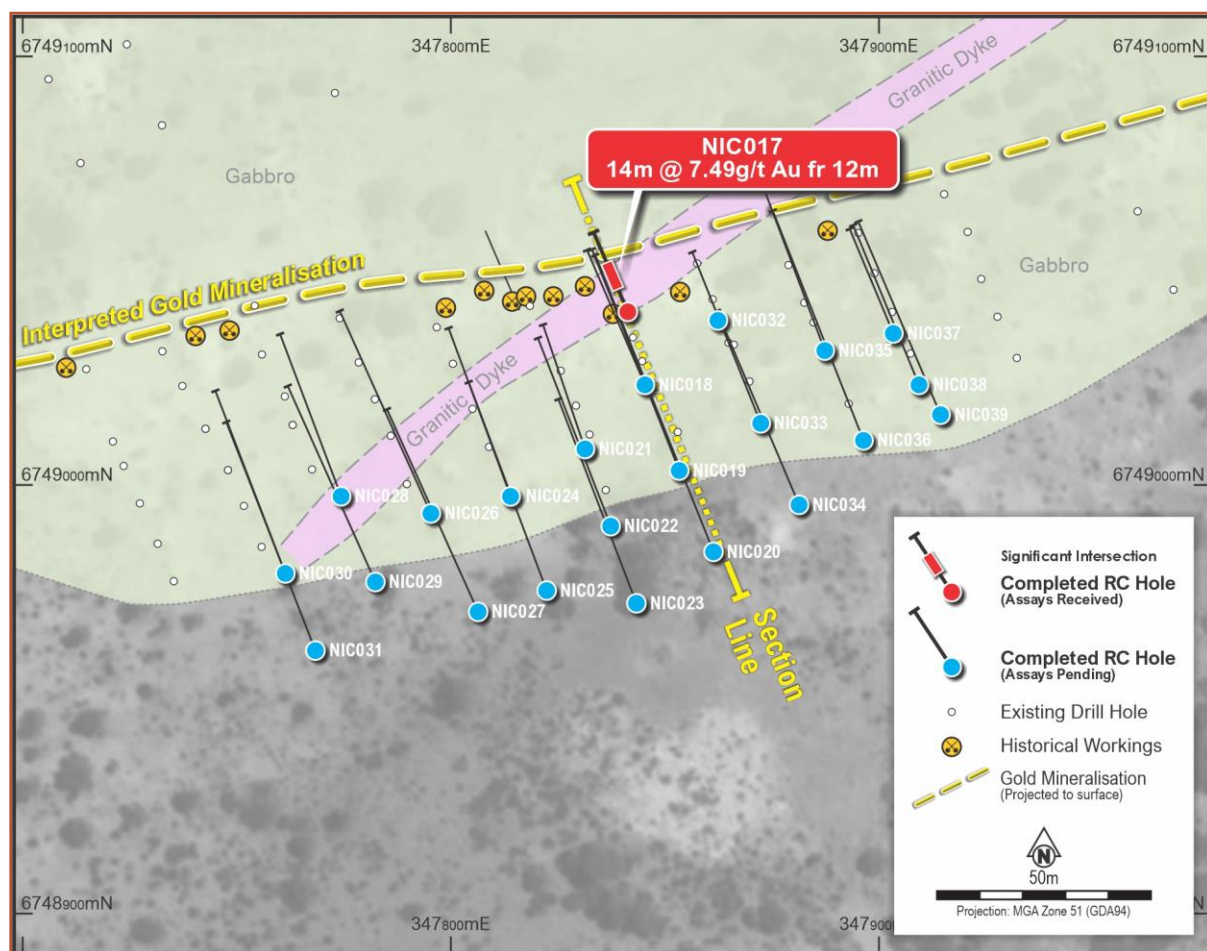 6749100mN
347800mE
347900mE
6749100mN
Granitic Dyke
NIC017
14m @ 7.49g/t Au fr 12m
Gabbro
Gabbro
Interpreted Gold Mineralisation
Granitic Dyke
NIC032
NIC037
NIC035
NIC018
NIC038
NIC033
NIC039
NIC036
NIC021
NIC019
6749000mN
6749000mN
NIC028
NIC024
NIC034
NIC026
NIC022
NIC020
NIC030
NIC029
NIC025
NIC023
NIC027
NIC031
Section
Line
Significant Intersection
Completed RC Hole
(Assays Received)
Completed RC Hole
(Assays Pending)
Existing Drill Hole
Historical Workings
Gold Mineralisation
(Projected to surface)
N
50m
Projection: MGA Zone 51 (GDA94)
6748900mN
347800mE